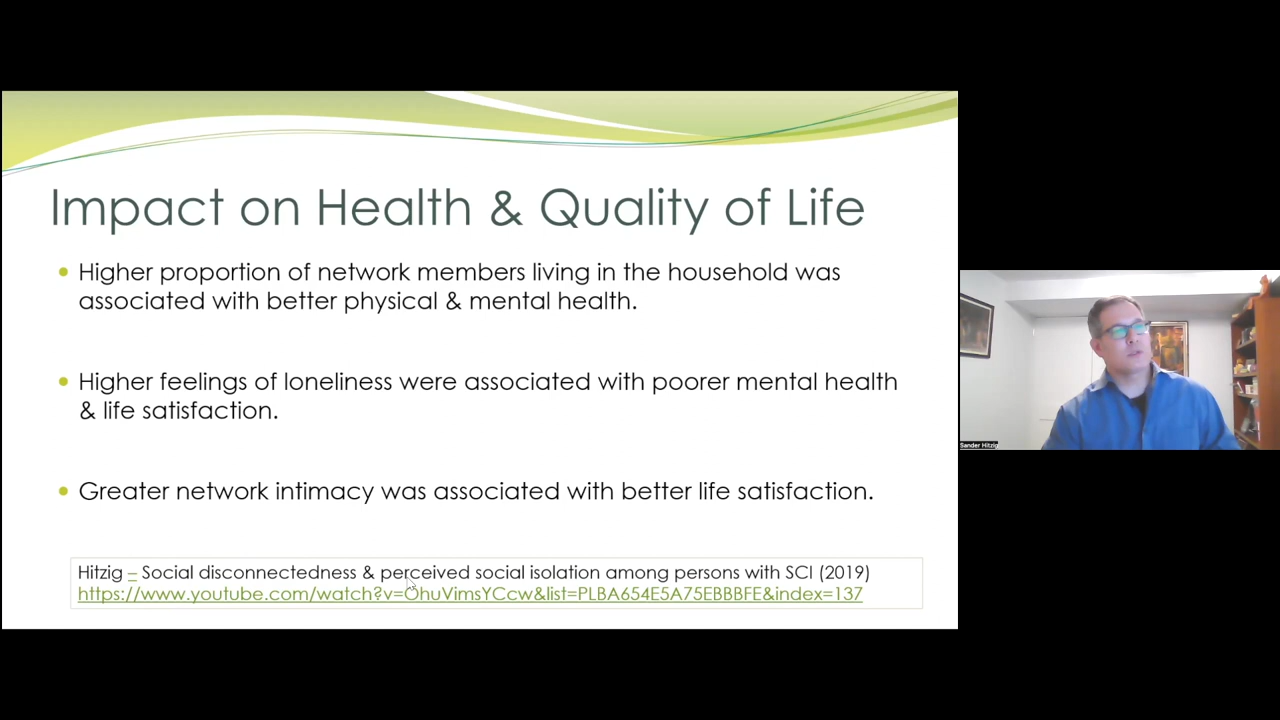 Impact on Health & Quality of Life
Higher proportion of network members living in the household was
associated with better physical & mental health.
Higher feelings of loneliness were associated with poorer mental health
& life satisfaction.
Greater network intimacy was associated with better life satisfaction.
Hitzig – Social disconnectedness & perceived social isolation among persons with SCI (2019)
https://www.youtube.com/watch?v=OhuVimsYCcw&list=PLBA654E5A75EBBBFE&index=137
Sander Hitzig